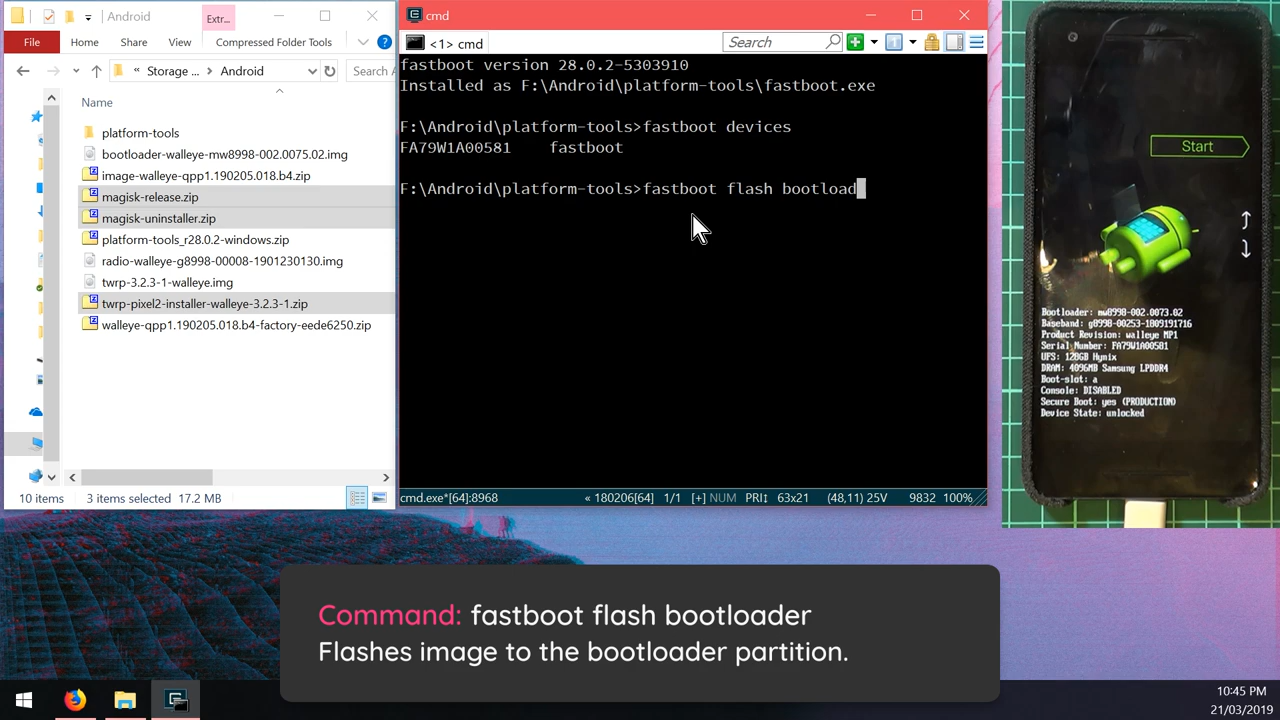 Android
Extr...
File
Home
Share
View
Compressed Folder Tools
« Storage ... > Android
Search
Name
platform-tools
bootloader-walleye-mw8998-002.0075.02.img
image-walleye-qpp1.190205.018.b4.zip
magisk-release.zip
magisk-uninstaller.zip
platform-tools_r28.0.2-windows.zip
radio-walleye-g8998-00008-1901230130.img
twrp-3.2.3-1-walleye.img
twrp-pixel2-installer-walleye-3.2.3-1.zip
walleye-qpp1.190205.018.b4-factory-eede6250.zip
10 items 3 items selected 17.2 MB
cmd
<1> cmd
Search
1
fastboot version 28.0.2-5303910
Installed as F:\Android\platform-tools\fastboot.exe
F:\Android\platform-tools>fastboot devices
FA79W1A00581 fastboot
F:\Android\platform-tools>fastboot flash bootload
cmd.exe*[64]:8968 « 180206[64] 1/1 [+] NUM PRI↕ 63x21 (48,11) 25V 9832 100%
Start
Bootloader: mw8998-002.0073.02
Baseband: g8998-00253-1809191716
Product Revision: walleye MP1
Serial Number: FA79W1A00581
UFS: 128GB Hynix
DRAM: 4096MB Samsung LPDDR4
Boot-slot: a
Console: DISABLED
Secure Boot: yes (PRODUCTION)
Device State: unlocked
Command: fastboot flash bootloader
Flashes image to the bootloader partition.
10:45 PM
21/03/2019